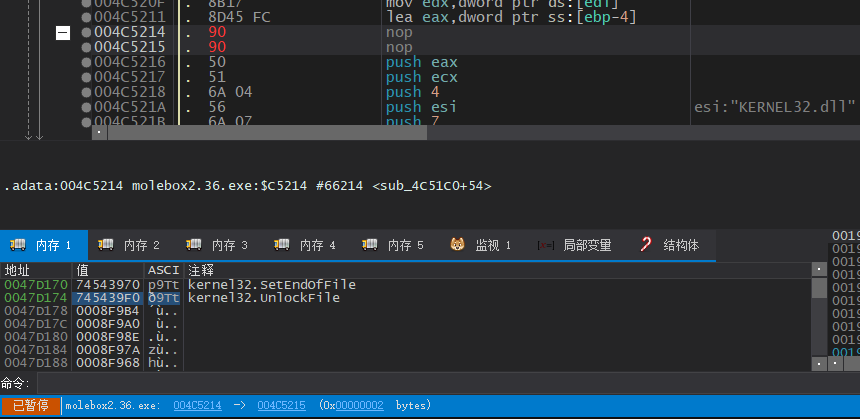 004C520F . 8B17 mov edx,dword ptr ds:[edi]
004C5211 . 8D45 FC lea eax,dword ptr ss:[ebp-4]
004C5214 . 90 nop
004C5215 . 90 nop
004C5216 . 50 push eax
004C5217 . 51 push ecx
004C5218 . 6A 04 push 4
004C521A . 56 push esi esi:"KERNEL32.dll"
004C521B . 6A 07 push 7
.adata:004C5214 molebox2.36.exe:$C5214 #66214 <sub_4C51C0+54>
内存 1 内存 2 内存 3 内存 4 内存 5 监视 1 [x=] 局部变量 结构体
地址 值 ASCI 注释
0047D170 74543970 p9Tt kernel32.SetEndOfFile
0047D174 745439F0 ð9Tt kernel32.UnlockFile
0047D178 0008F9B4 ´ù..
0047D17C 0008F9A0 ù..
0047D180 0008F98E .ù..
0047D184 0008F97A zù..
0047D188 0008F968 hù..
0019
0019
0019
0019
0019
0019
0019
0019
0019
0019
命令:
已暂停 molebox2.36.exe: 004C5214 -> 004C5215 (0x00000002 bytes)